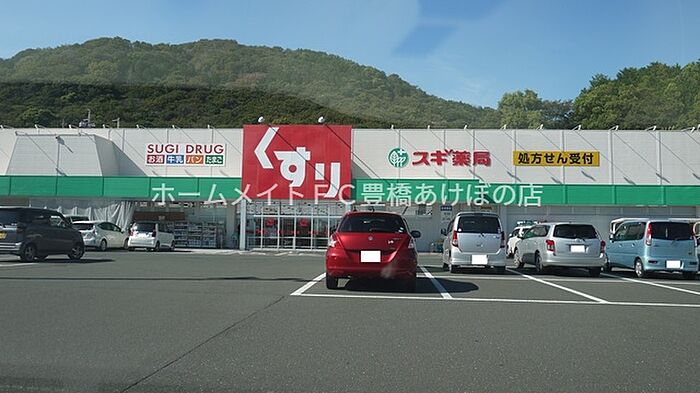 SUGI DRUG
お酒 牛乳 パン たまご
くすり
スギ薬局
処方せん受付
ホームメイトFC豊橋あけぼの店